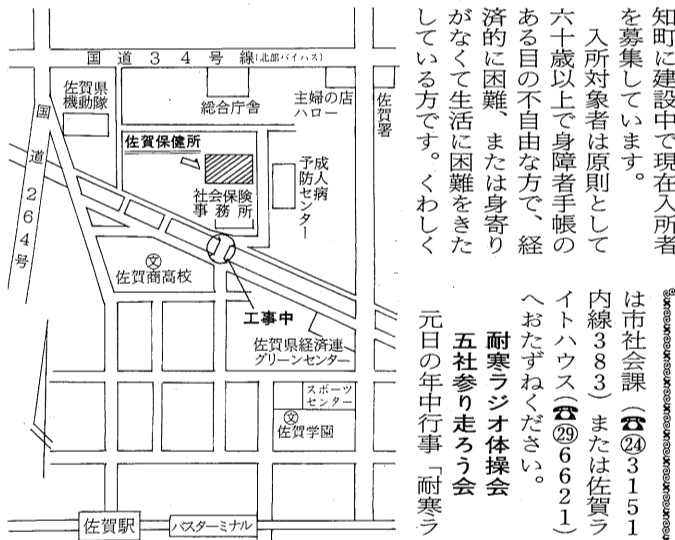 知町に建設中で現在入所者
を募集しています。
入所対象者は原則として
六十歳以上で身障者手帳の
ある目の不自由な方で、経
済的に困難、または身寄り
がなくて生活に困難をきた
している方です。くわしく
は市社会課(☎㉔3151
内線383)または佐賀ラ
イトハウス(☎㉙6621)
へおたずねください。
耐寒ラジオ体操会
五社参り走ろう会
元日の年中行事「耐寒ラ
国道34号線(北部バイパス)
佐賀県
機動隊
総合庁舎
主婦の店
ハロー
佐賀署
国道264号
佐賀保健所
社会保険
事務所
成人病
予防センター
文
佐賀商高校
工事中
佐賀県経済連
グリーンセンター
スポーツ
センター
文
佐賀学園
佐賀駅
バスターミナル